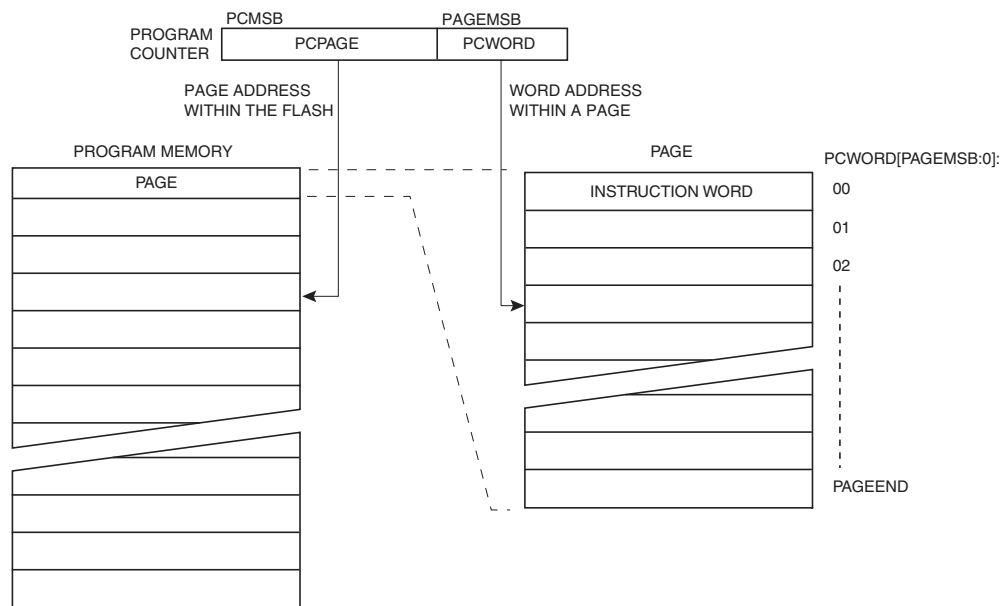 PCMSB
PAGEMSB
PROGRAM
COUNTER
PCPAGE
PCWORD
PAGE ADDRESS
WITHIN THE FLASH
WORD ADDRESS
WITHIN A PAGE
PROGRAM MEMORY
PAGE
PAGE
PCWORD[PAGEMSB:0]:
INSTRUCTION WORD
00
01
02
PAGEEND